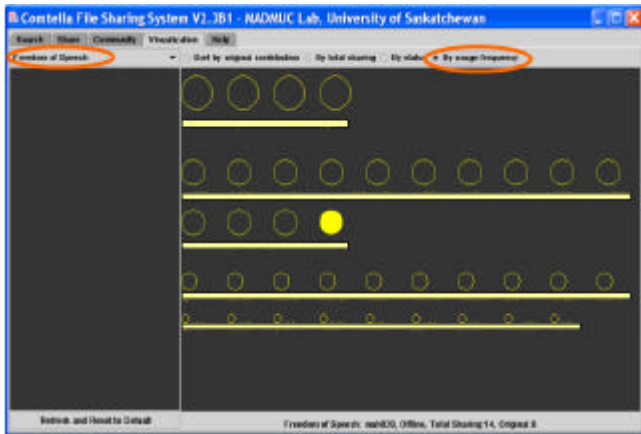 Comtella File Sharing System V2.3B1 - MADMUC Lab, University of Saskatchewan
Search Share Community Visualization Help
Freedom of Speech Sort by original contribution By total sharing By status By usage frequency
Refresh and Reset to Default
Freedom of Speech: Offline, Total Sharing:14, Original:8